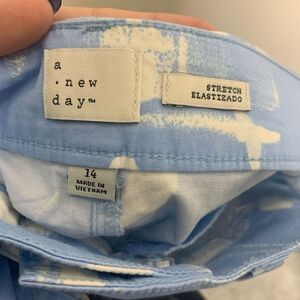 a
· new
day™
STRETCH
ELASTIZADO
14
MADE IN
VIETNAM